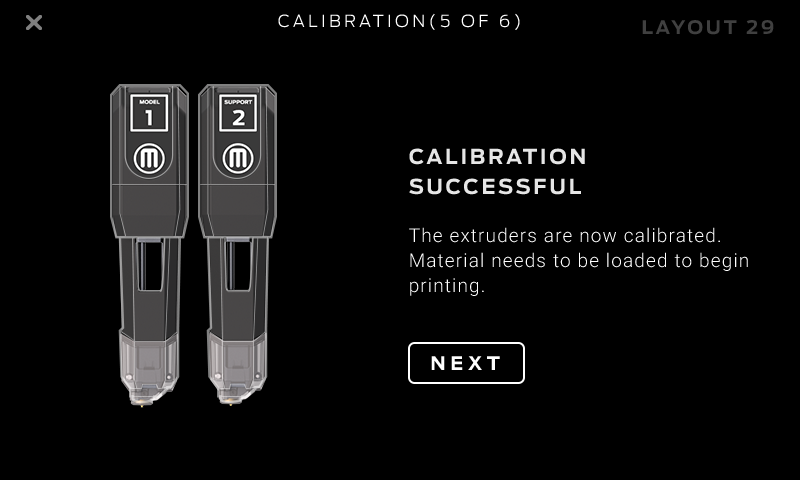 CALIBRATION(5 OF 6)
LAYOUT 29
MODEL
1
SUPPORT
2
CALIBRATION
SUCCESSFUL
The extruders are now calibrated.
Material needs to be loaded to begin
printing.
NEXT